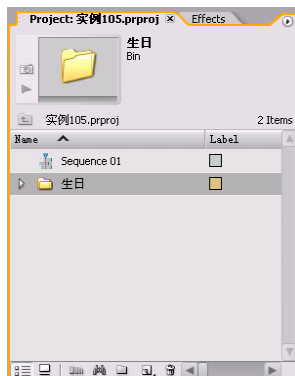 Project: 实例105.prproj × Effects
生日
Bin
实例105.prproj 2 Items
Name Label
Sequence 01
生日